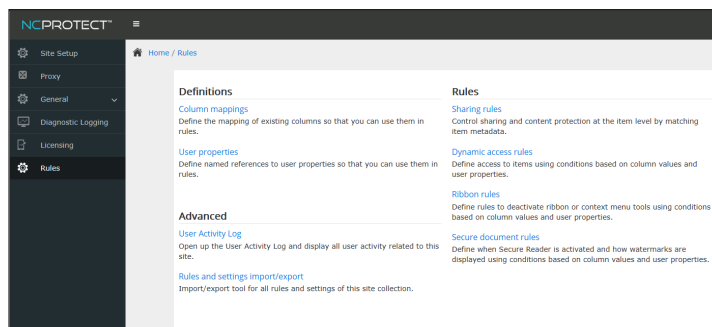 NCPROTECT™
Site Setup
Proxy
General
Diagnostic Logging
Licensing
Rules
Home / Rules
Definitions
Column mappings
Define the mapping of existing columns so that you can use them in
rules.
User properties
Define named references to user properties so that you can use them in
rules.
Advanced
User Activity Log
Open up the User Activity Log and display all user activity related to this
site.
Rules and settings import/export
Import/export tool for all rules and settings of this site collection.
Rules
Sharing rules
Control sharing and content protection at the item level by matching
item metadata.
Dynamic access rules
Define access to items using conditions based on column values and
user properties.
Ribbon rules
Define rules to deactivate ribbon or context menu tools using conditions
based on column values and user properties.
Secure document rules
Define when Secure Reader is activated and how watermarks are
displayed using conditions based on column values and user properties.